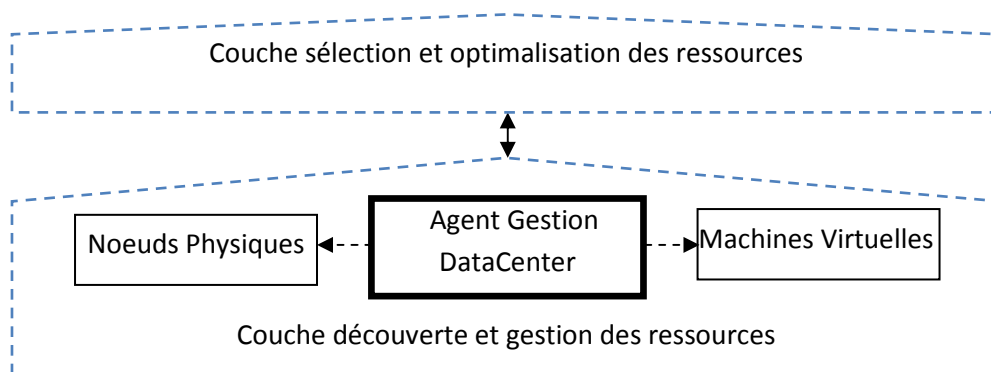 Couche sélection et optimalisation des ressources
Noeuds Physiques
Agent Gestion
DataCenter
Machines Virtuelles
Couche découverte et gestion des ressources